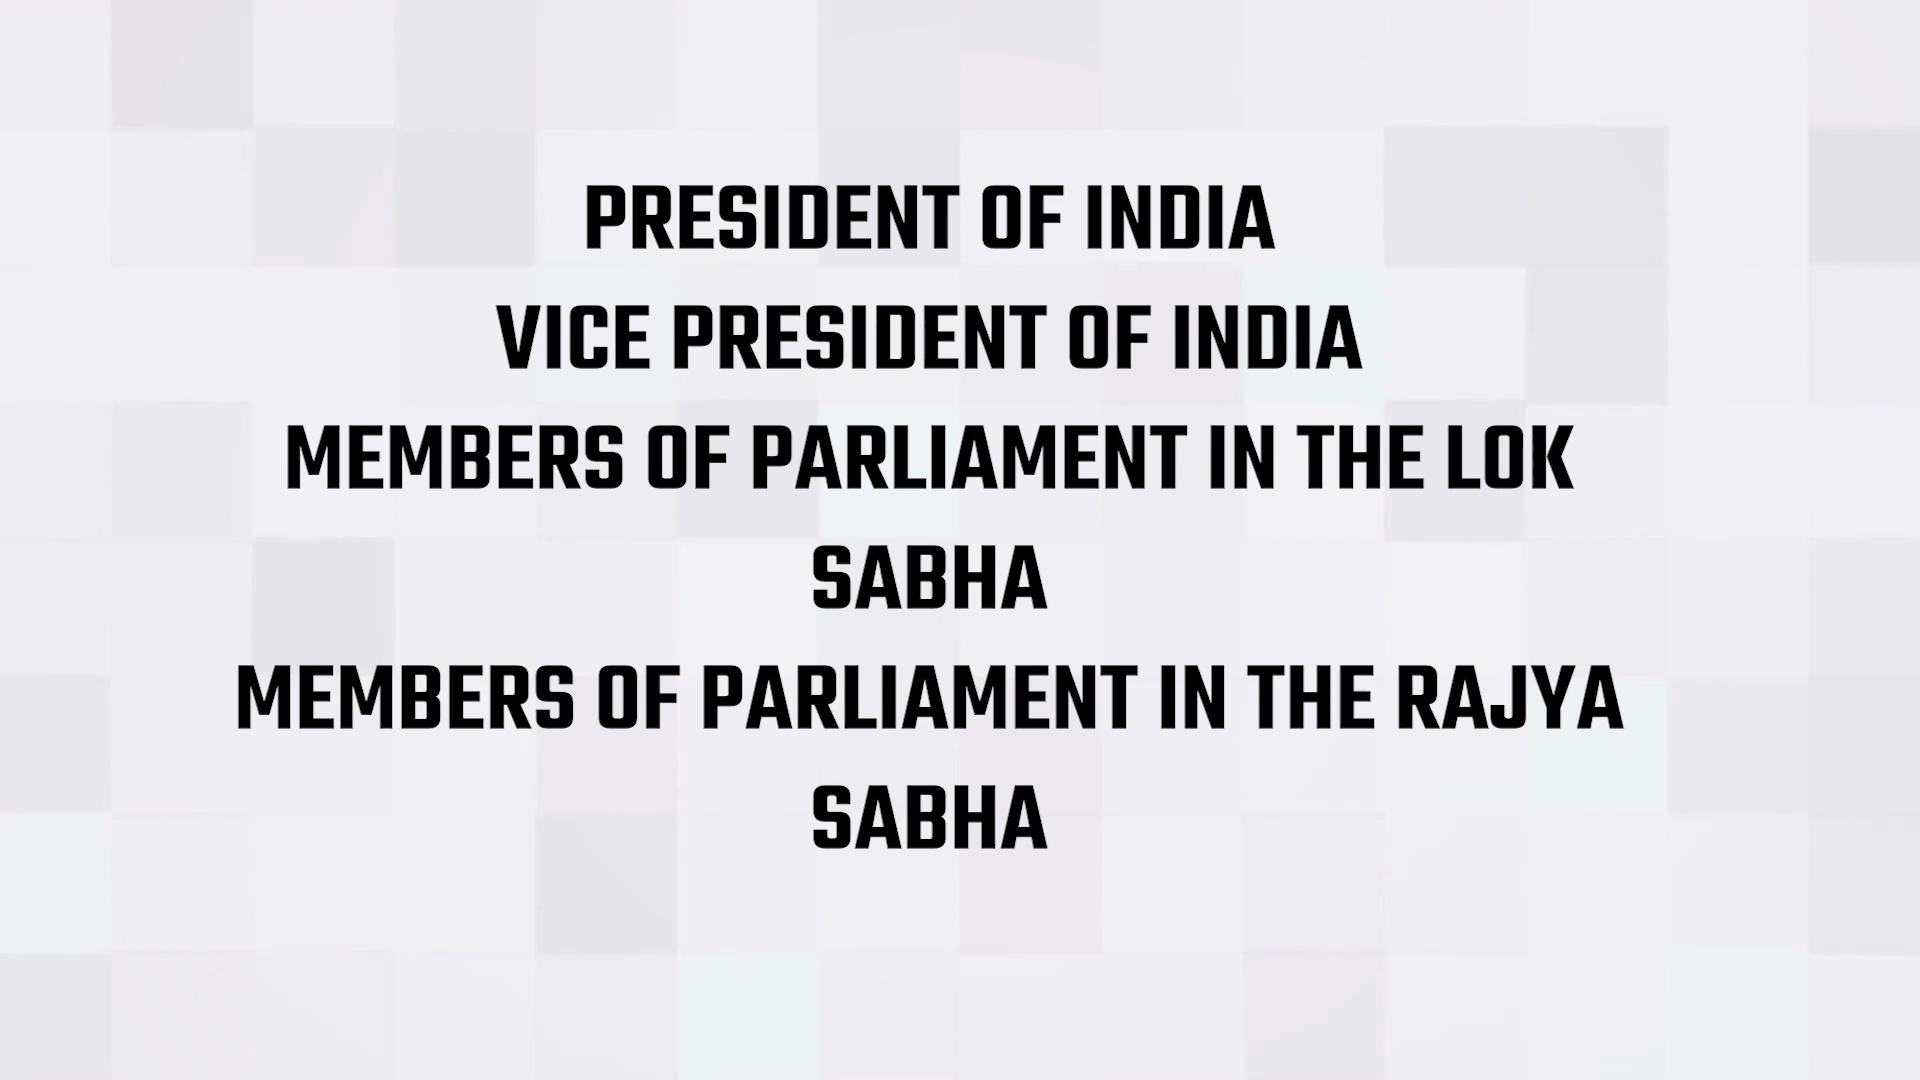 PRESIDENT OF INDIA
VICE PRESIDENT OF INDIA
MEMBERS OF PARLIAMENT IN THE LOK
SABHA
MEMBERS OF PARLIAMENT IN THE RAJYA
SABHA